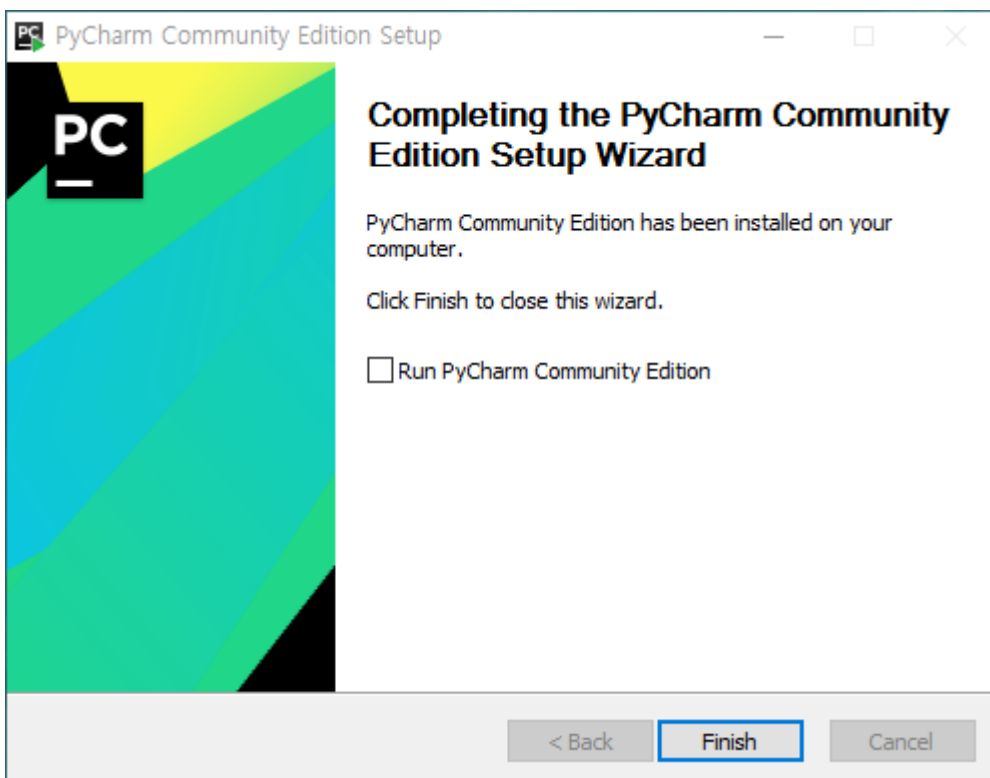 PC PyCharm Community Edition Setup
PC
Completing the PyCharm Community
Edition Setup Wizard
PyCharm Community Edition has been installed on your
computer.
Click Finish to close this wizard.
Run PyCharm Community Edition
< Back Finish Cancel